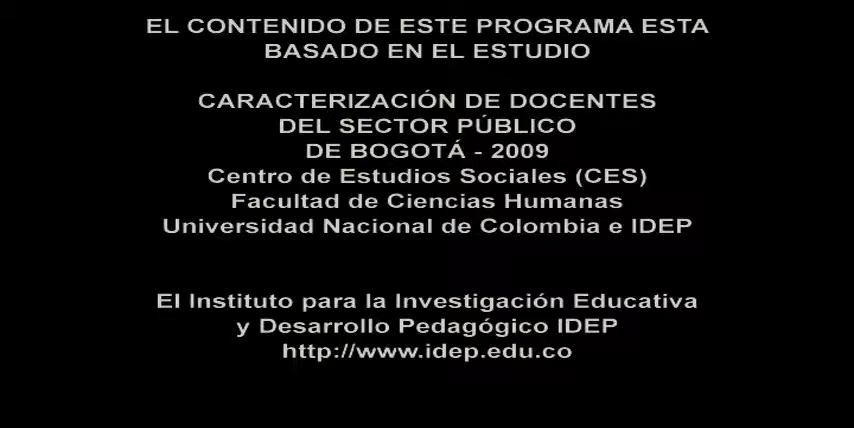 EL CONTENIDO DE ESTE PROGRAMA ESTA
BASADO EN EL ESTUDIO
CARACTERIZACIÓN DE DOCENTES
DEL SECTOR PÚBLICO
DE BOGOTÁ - 2009
Centro de Estudios Sociales (CES)
Facultad de Ciencias Humanas
Universidad Nacional de Colombia e IDEP
El Instituto para la Investigación Educativa
y Desarrollo Pedagógico IDEP
http://www.idep.edu.co